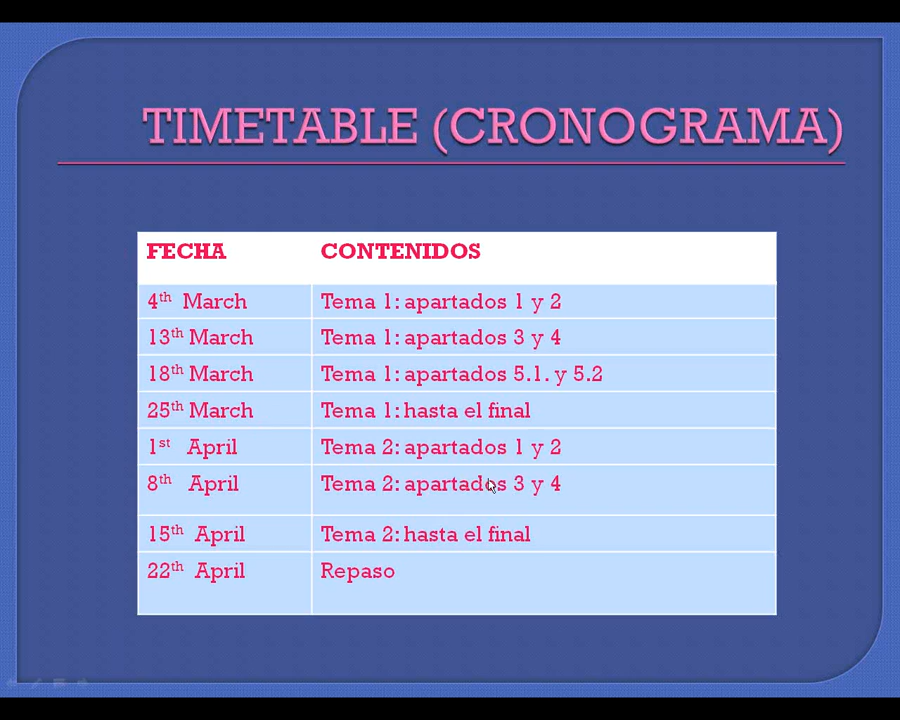 TIMETABLE (CRONOGRAMA)
FECHA CONTENIDOS
4th March Tema 1: apartados 1 y 2
13th March Tema 1: apartados 3 y 4
18th March Tema 1: apartados 5.1. y 5.2
25th March Tema 1: hasta el final
1st April Tema 2: apartados 1 y 2
8th April Tema 2: apartados 3 y 4
15th April Tema 2: hasta el final
22th April Repaso